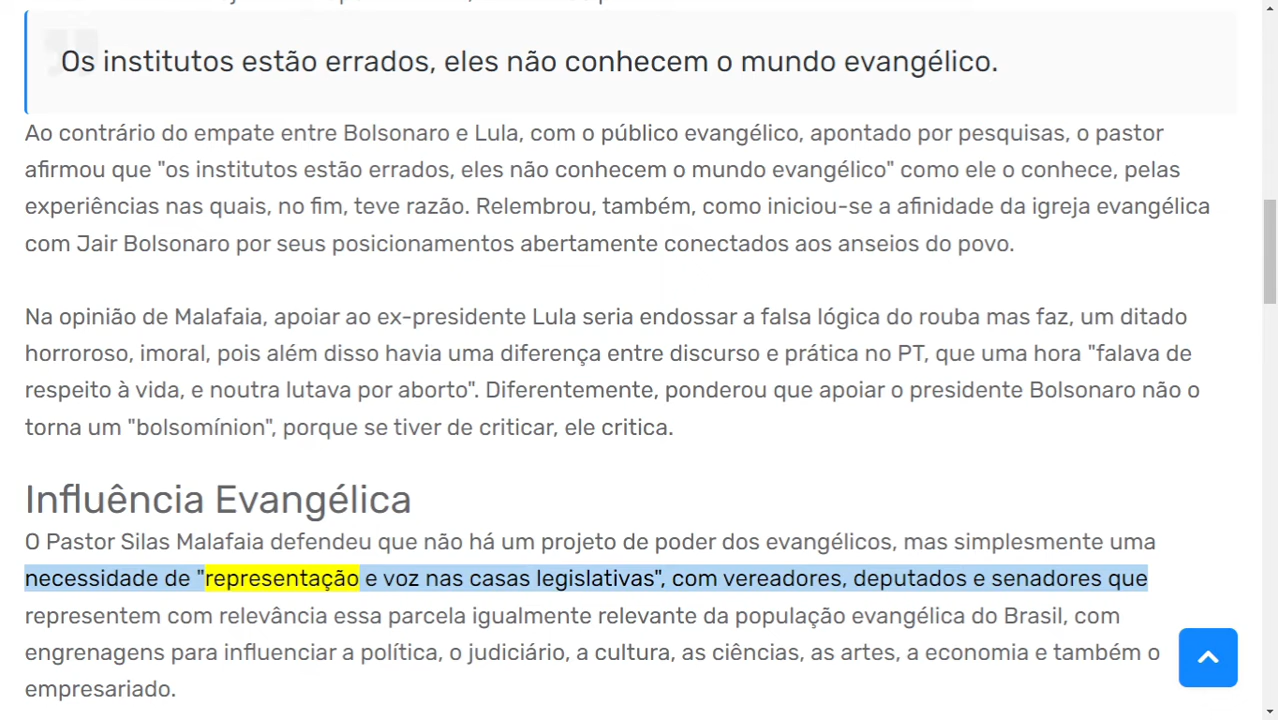 Os institutos estão errados, eles não conhecem o mundo evangélico.
Ao contrário do empate entre Bolsonaro e Lula, com o público evangélico, apontado por pesquisas, o pastor
afirmou que "os institutos estão errados, eles não conhecem o mundo evangélico" como ele o conhece, pelas
experiências nas quais, no fim, teve razão. Relembrou, também, como iniciou-se a afinidade da igreja evangélica
com Jair Bolsonaro por seus posicionamentos abertamente conectados aos anseios do povo.
Na opinião de Malafaia, apoiar ao ex-presidente Lula seria endossar a falsa lógica do rouba mas faz, um ditado
horroroso, imoral, pois além disso havia uma diferença entre discurso e prática no PT, que uma hora "falava de
respeito à vida, e noutra lutava por aborto". Diferentemente, ponderou que apoiar o presidente Bolsonaro não o
torna um "bolsomínion", porque se tiver de criticar, ele critica.
Influência Evangélica
O Pastor Silas Malafaia defendeu que não há um projeto de poder dos evangélicos, mas simplesmente uma
necessidade de "representação e voz nas casas legislativas", com vereadores, deputados e senadores que
representem com relevância essa parcela igualmente relevante da população evangélica do Brasil, com
engrenagens para influenciar a política, o judiciário, a cultura, as ciências, as artes, a economia e também o
empresariado.